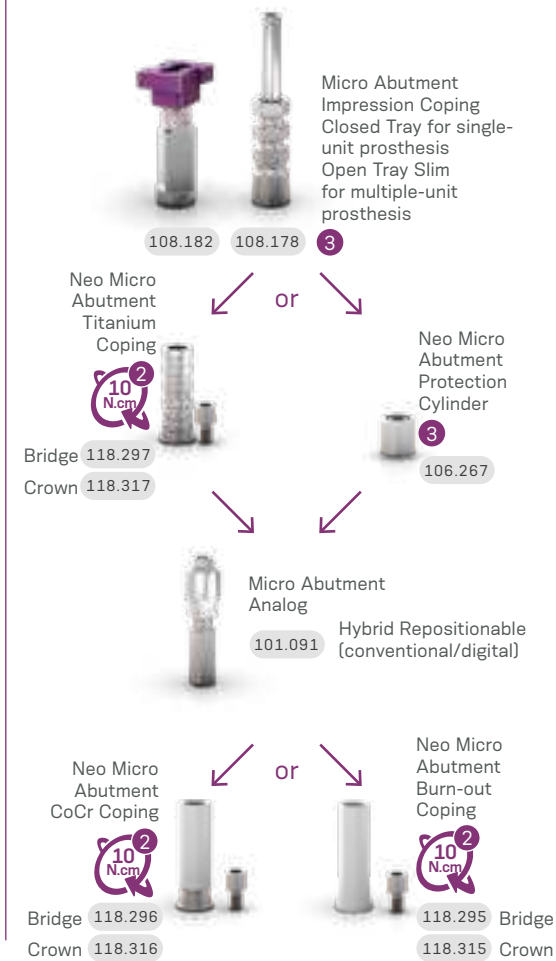 Micro Abutment
Impression Coping
Closed Tray for single-
unit prosthesis
Open Tray Slim
for multiple-unit
prosthesis
108.182 108.178 3
or
Neo Micro
Abutment
Titanium
Coping
2
10
N.cm
Bridge 118.297
Crown 118.317
Neo Micro
Abutment
Protection
Cylinder
3
106.267
Micro Abutment
Analog
101.091
Hybrid Repositionable
(conventional/digital)
or
Neo Micro
Abutment
CoCr Coping
2
10
N.cm
Bridge 118.296
Crown 118.316
Neo Micro
Abutment
Burn-out
Coping
2
10
N.cm
118.295 Bridge
118.315 Crown